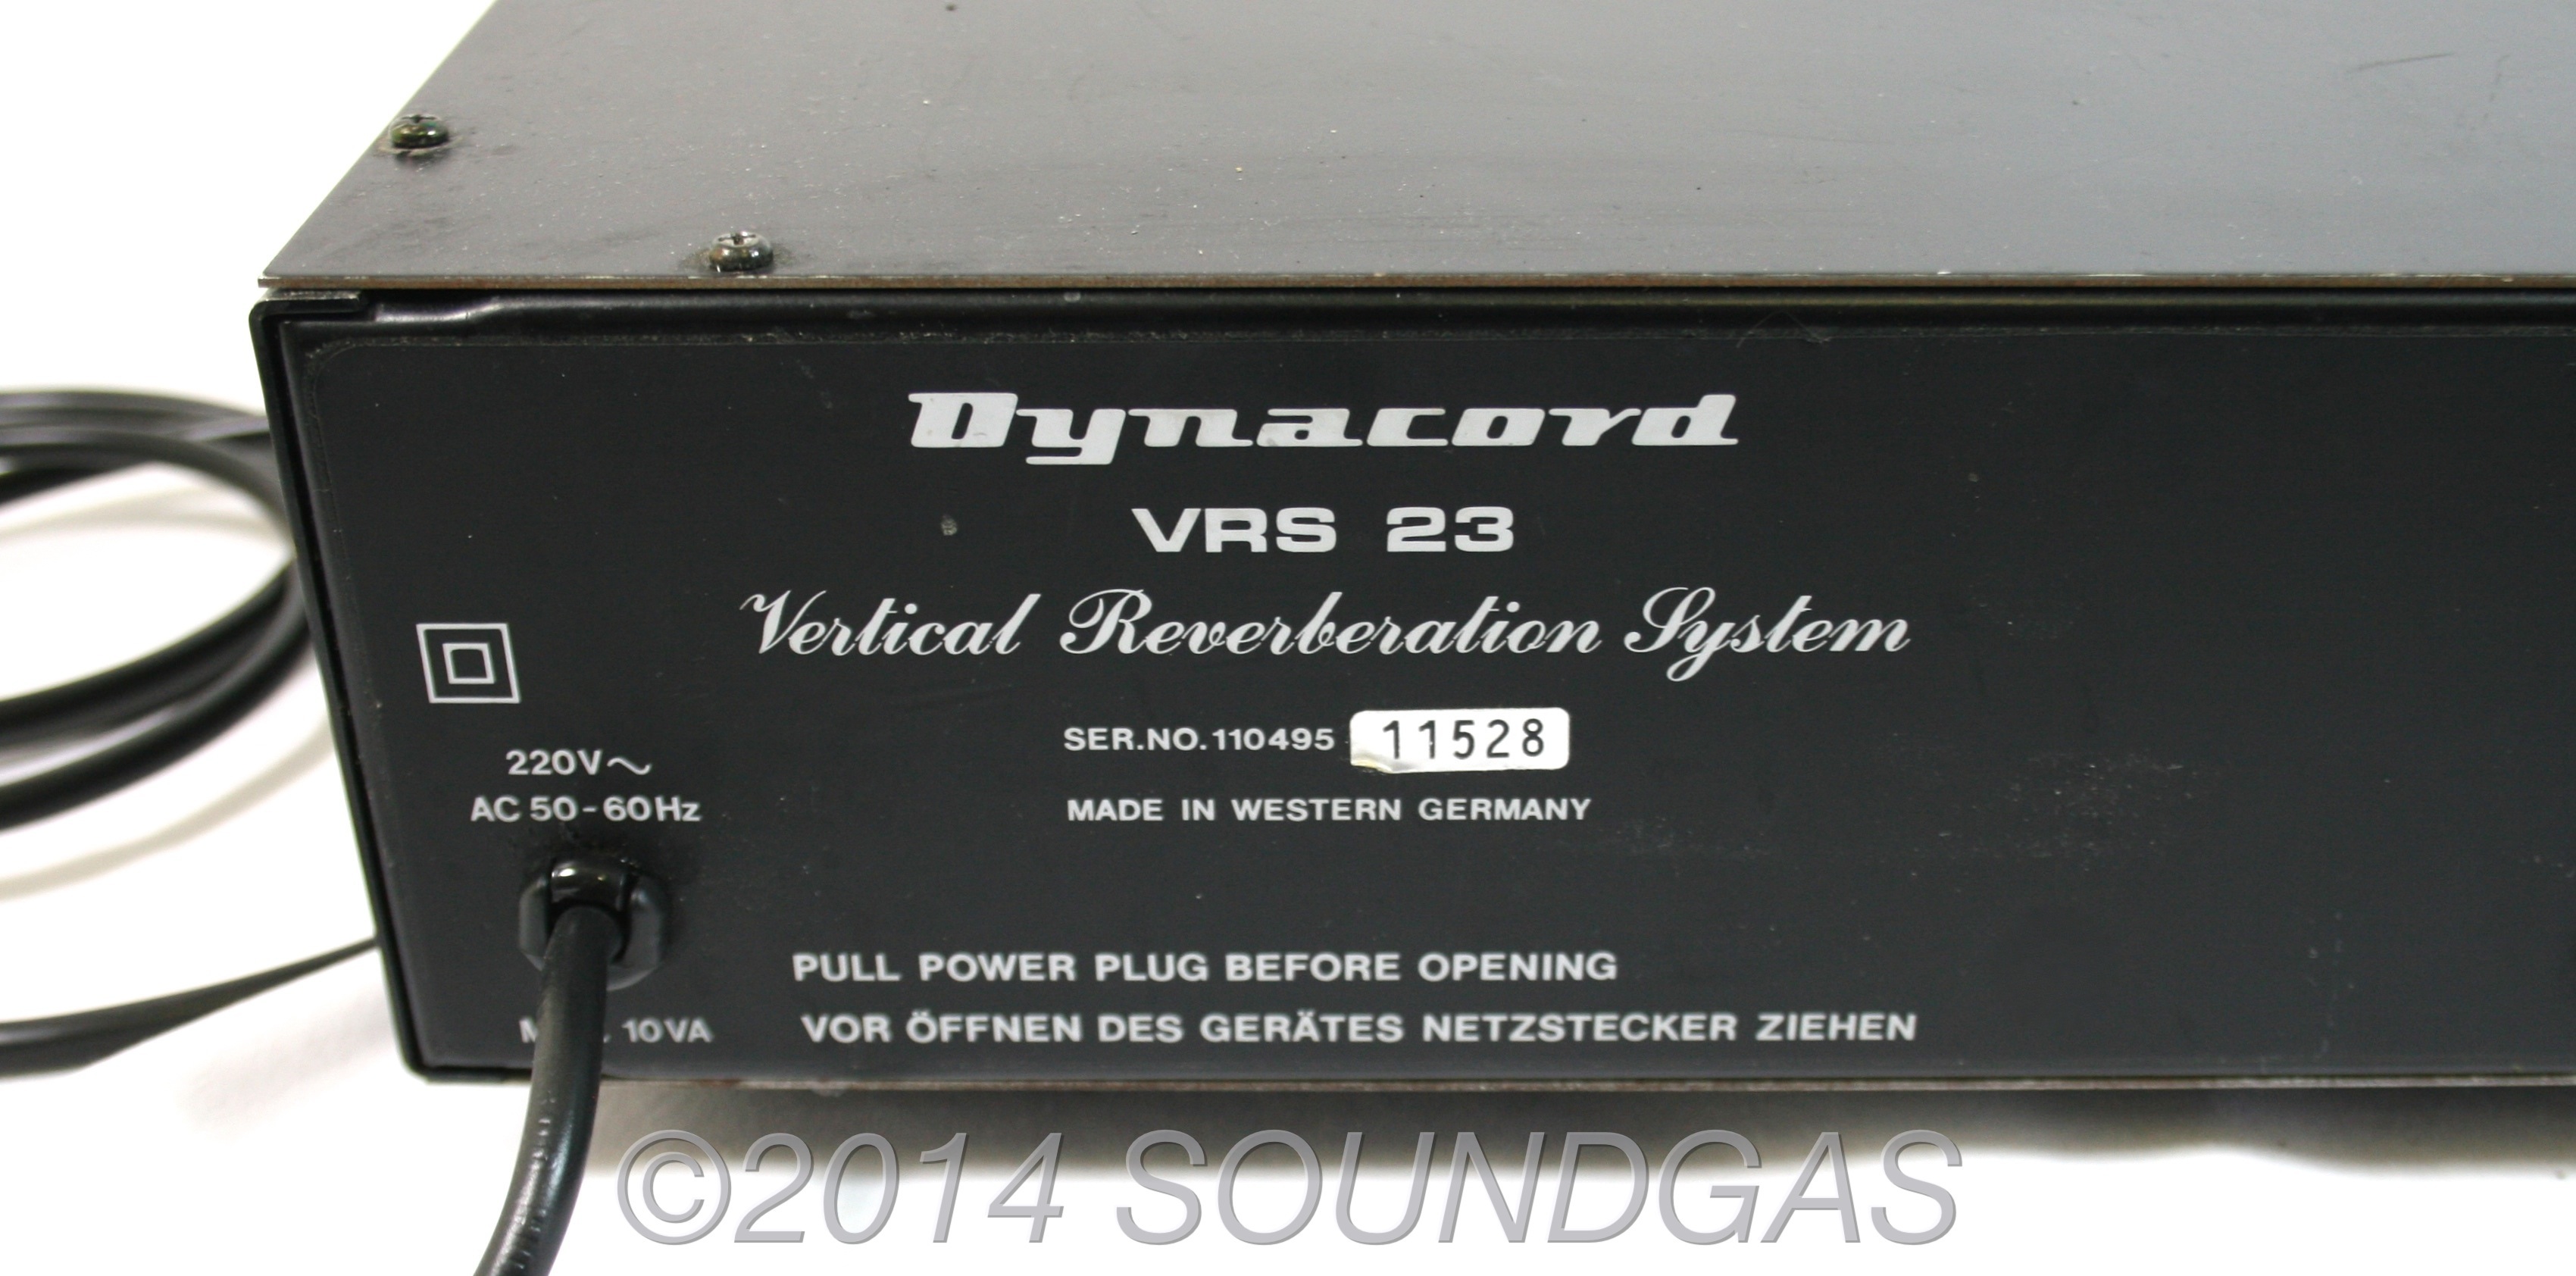 Dynacord
VRS 23
Vertical Reverberation System
SER.NO.110495 11528
MADE IN WESTERN GERMANY
220V~
AC 50-60Hz
10VA
PULL POWER PLUG BEFORE OPENING
VOR ÖFFNEN DES GERÄTES NETZSTECKER ZIEHEN
©2014 SOUNDGAS